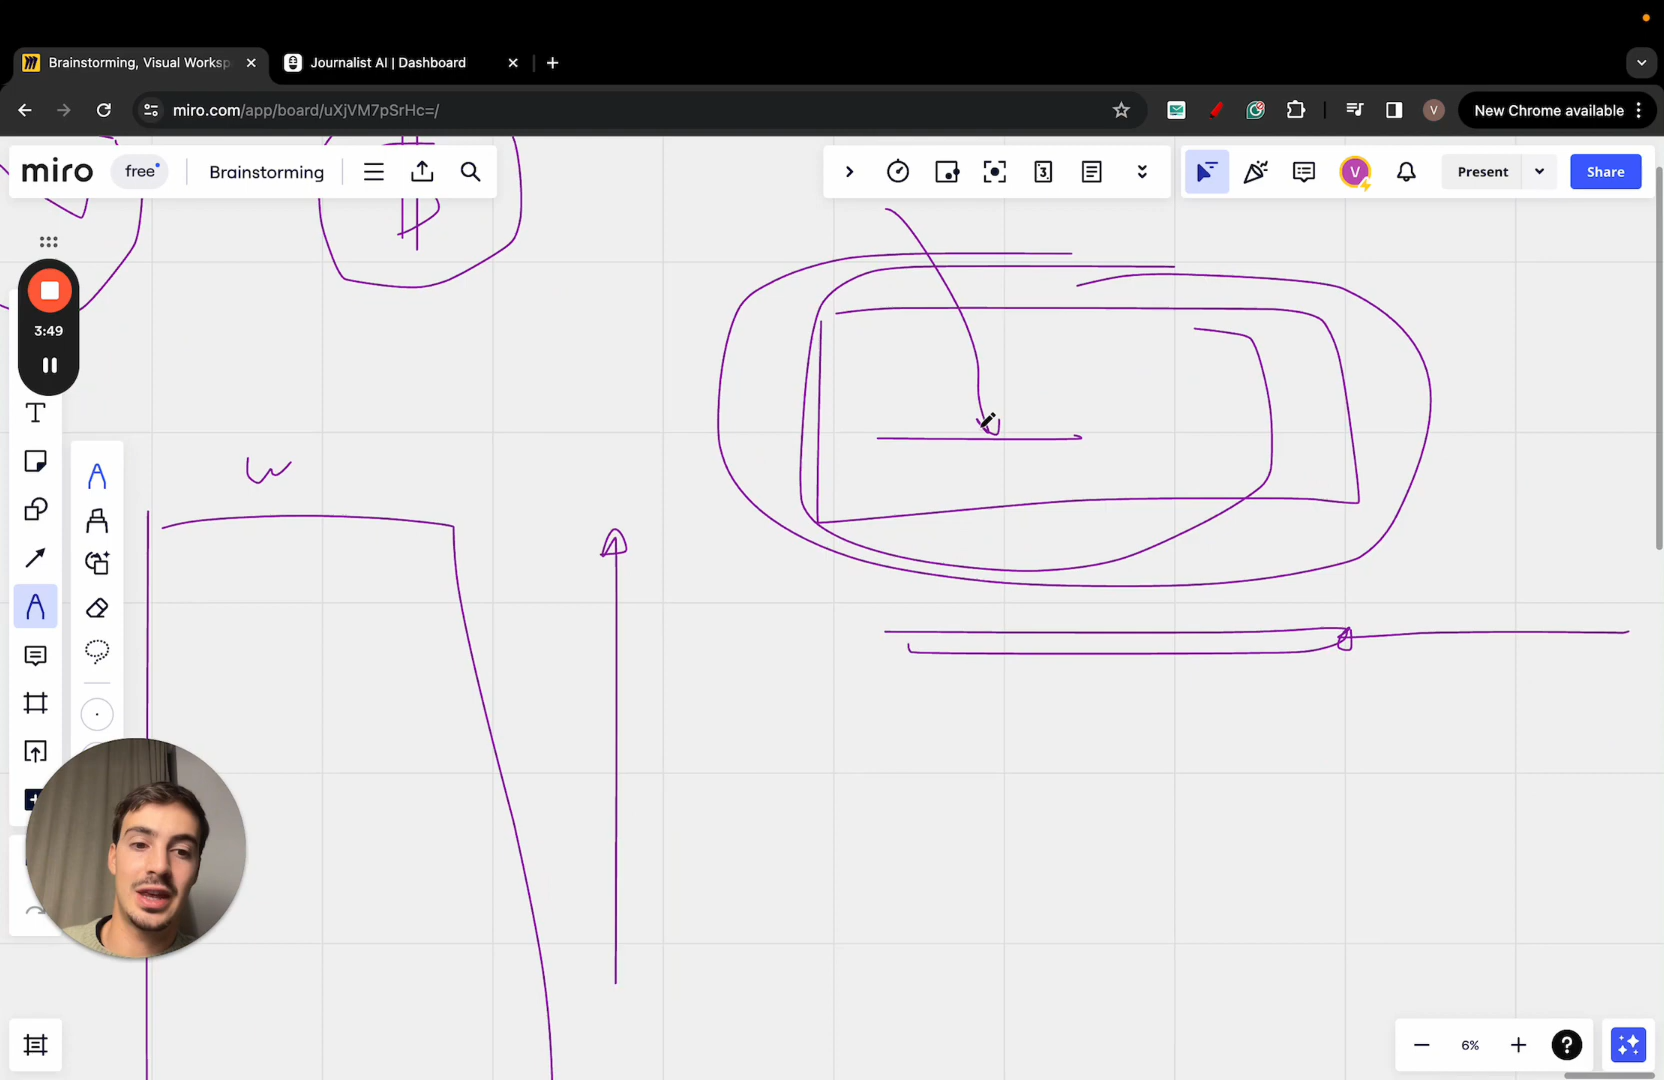 Brainstorming, Visual Worksp
Journalist AI | Dashboard
miro.com/app/board/uXjVM7pSrHc=/
V
New Chrome available
miro
free
Brainstorming
3
V
Present
Share
3:49
T
w
6%
?